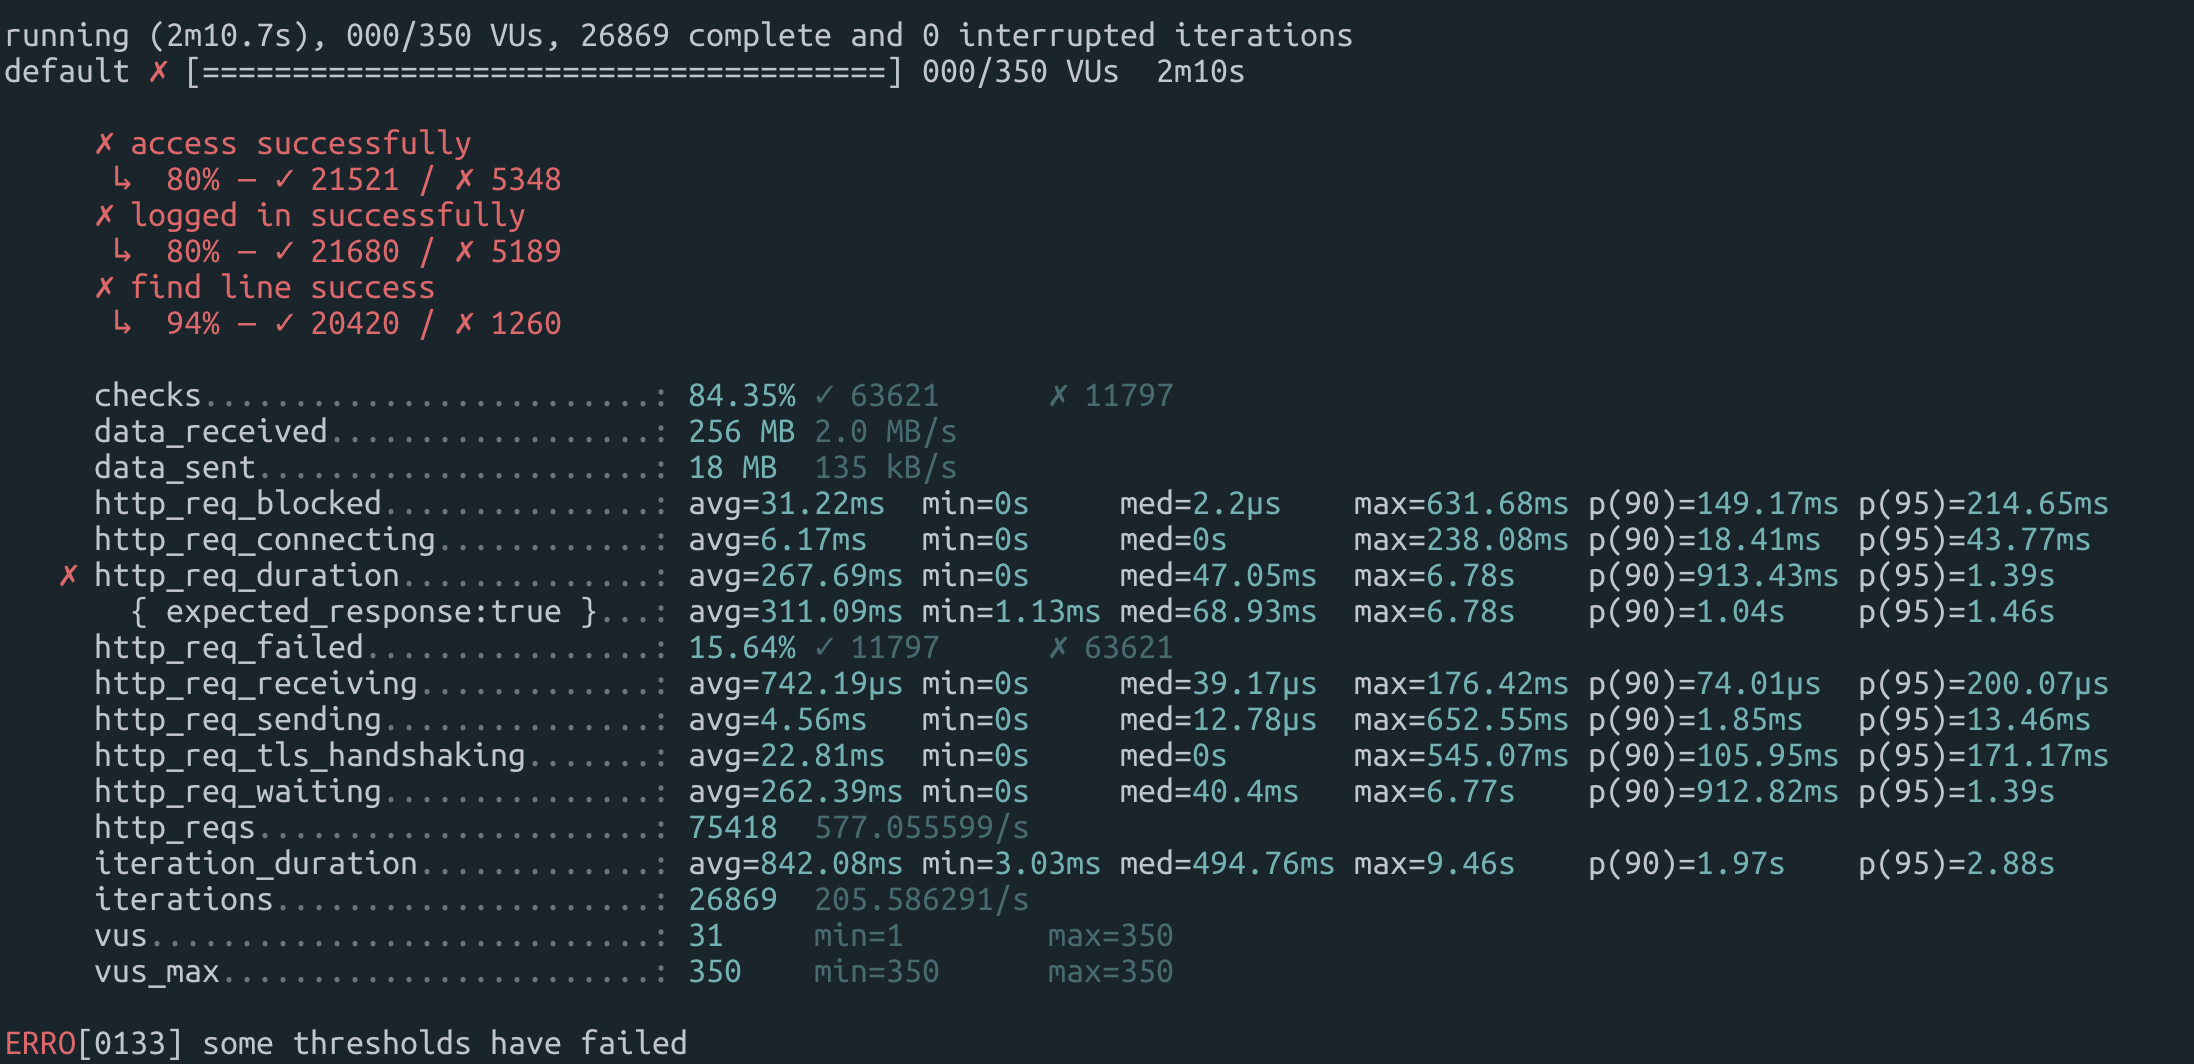 running (2m10.7s), 000/350 VUs, 26869 complete and 0 interrupted iterations
default ✗ [======================================] 000/350 VUs  2m10s
✗ access successfully
↳  80% — ✓ 21521 / ✗ 5348
✗ logged in successfully
↳  80% — ✓ 21680 / ✗ 5189
✗ find line success
↳  94% — ✓ 20420 / ✗ 1260
checks.........................: 84.35% ✓ 63621      ✗ 11797
data_received..................: 256 MB 2.0 MB/s
data_sent......................: 18 MB  135 kB/s
http_req_blocked...............: avg=31.22ms  min=0s     med=2.2µs    max=631.68ms p(90)=149.17ms p(95)=214.65ms
http_req_connecting............: avg=6.17ms   min=0s     med=0s       max=238.08ms p(90)=18.41ms  p(95)=43.77ms
✗ http_req_duration..............: avg=267.69ms min=0s     med=47.05ms  max=6.78s    p(90)=913.43ms p(95)=1.39s
{ expected_response:true }...: avg=311.09ms min=1.13ms med=68.93ms  max=6.78s    p(90)=1.04s    p(95)=1.46s
http_req_failed................: 15.64% ✓ 11797      ✗ 63621
http_req_receiving.............: avg=742.19µs min=0s     med=39.17µs  max=176.42ms p(90)=74.01µs  p(95)=200.07µs
http_req_sending...............: avg=4.56ms   min=0s     med=12.78µs  max=652.55ms p(90)=1.85ms   p(95)=13.46ms
http_req_tls_handshaking.......: avg=22.81ms  min=0s     med=0s       max=545.07ms p(90)=105.95ms p(95)=171.17ms
http_req_waiting...............: avg=262.39ms min=0s     med=40.4ms   max=6.77s    p(90)=912.82ms p(95)=1.39s
http_reqs......................: 75418  577.055599/s
iteration_duration.............: avg=842.08ms min=3.03ms med=494.76ms max=9.46s    p(90)=1.97s    p(95)=2.88s
iterations.....................: 26869  205.586291/s
vus............................: 31     min=1        max=350
vus_max........................: 350    min=350      max=350
ERRO[0133] some thresholds have failed